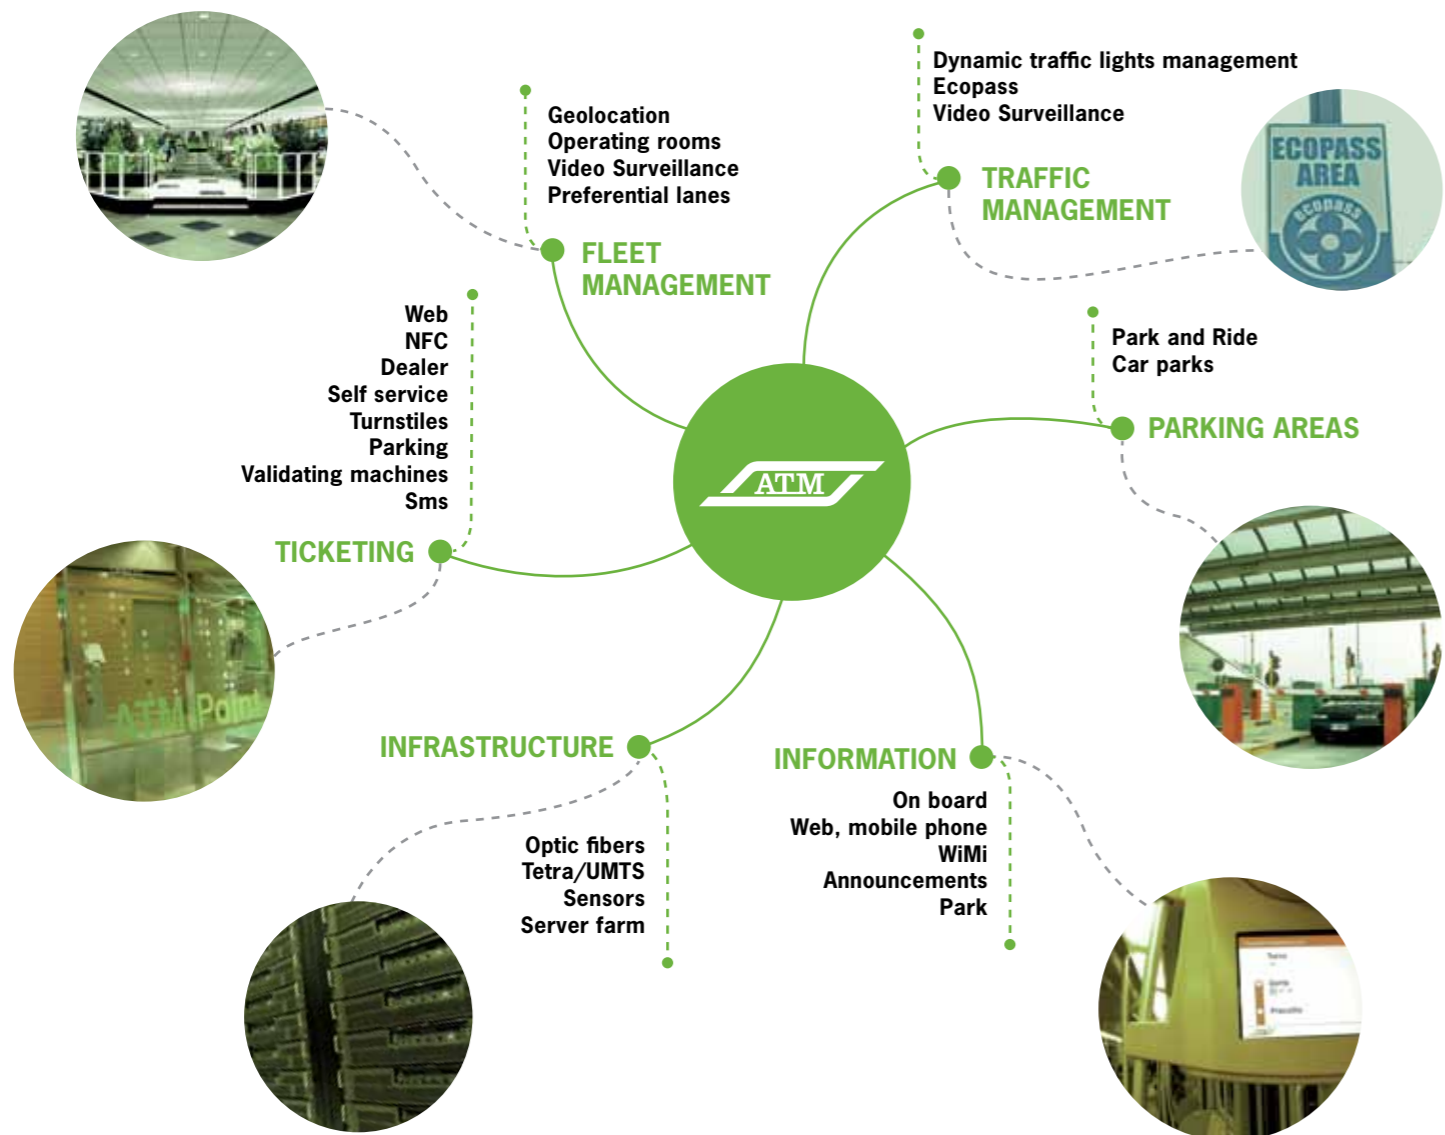 Dynamic traffic lights management
Ecopass
Video Surveillance
TRAFFIC
MANAGEMENT
ECOPASS
AREA
ecopass
Geolocation
Operating rooms
Video Surveillance
Preferential lanes
FLEET
MANAGEMENT
Web
NFC
Dealer
Self service
Turnstiles
Parking
Validating machines
Sms
TICKETING
Park and Ride
Car parks
PARKING AREAS
ATM
ATM Point
INFRASTRUCTURE
Optic fibers
Tetra/UMTS
Sensors
Server farm
INFORMATION
On board
Web, mobile phone
WiMi
Announcements
Park